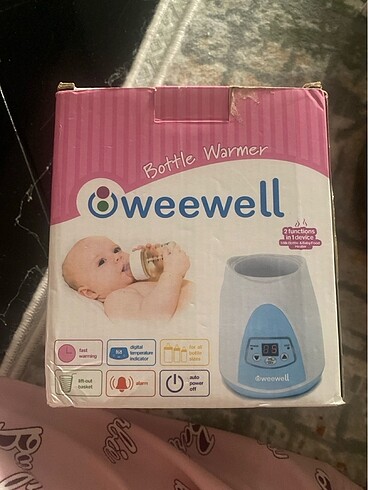 Bottle Warmer
weewell
2 functions
in 1 device
fast
warming
digital
temperature
indicator
for all
bottle
sizes
lift-out
basket
alarm
auto
power
off
weewell